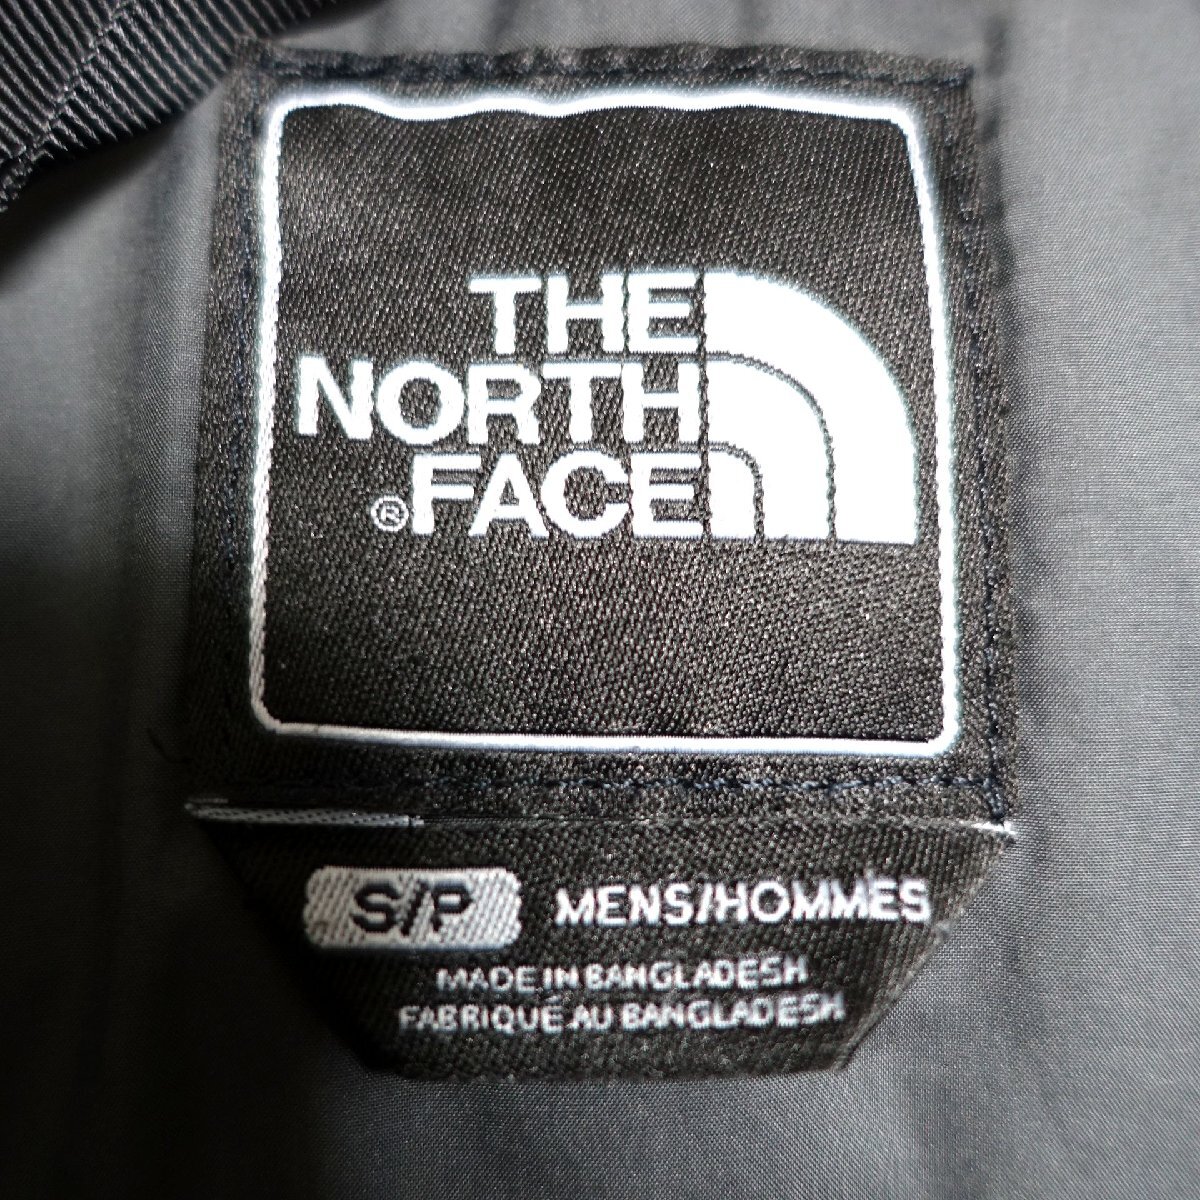 THE
NORTH
® FACE
S/P MENS/HOMMES
MADE IN BANGLADESH
FABRIQUÉ AU BANGLADESH